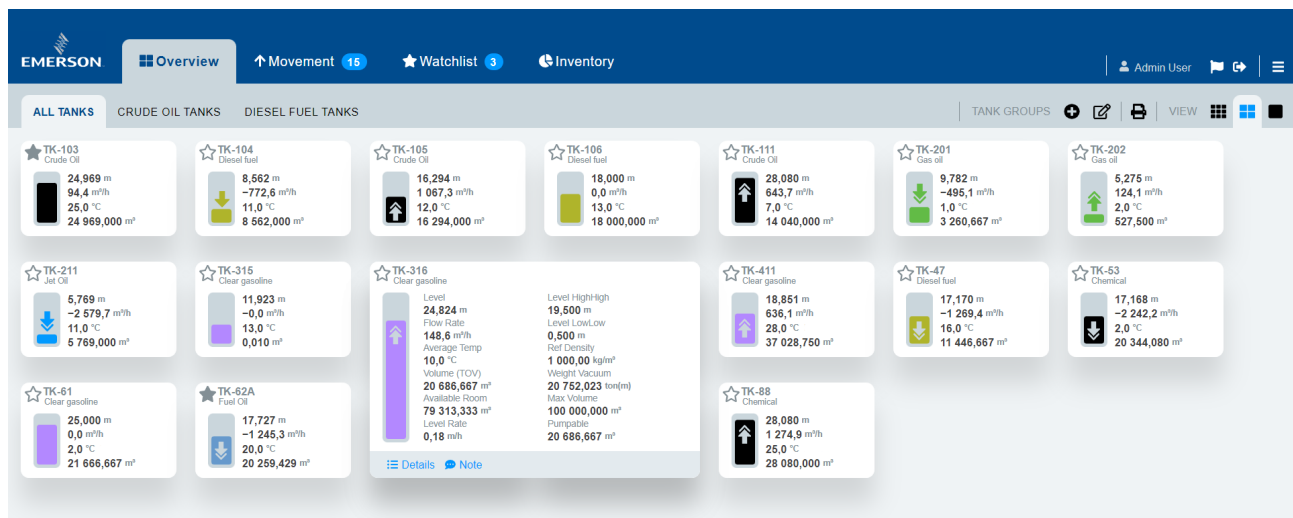 EMERSON
Overview
Movement 15
Watchlist 3
Inventory
Admin User
ALL TANKS
CRUDE OIL TANKS
DIESEL FUEL TANKS
TANK GROUPS
VIEW
TK-103
Crude Oil
24,969 m
94,4 m³/h
25,0 °C
24 969,000 m³
TK-104
Diesel fuel
8,562 m
−772,6 m³/h
11,0 °C
8 562,000 m³
TK-105
Crude Oil
16,294 m
1 067,3 m³/h
12,0 °C
16 294,000 m³
TK-106
Diesel fuel
18,000 m
0,0 m³/h
13,0 °C
18 000,000 m³
TK-111
Crude Oil
28,080 m
643,7 m³/h
7,0 °C
14 040,000 m³
TK-201
Gas oil
9,782 m
−495,1 m³/h
1,0 °C
3 260,667 m³
TK-202
Gas oil
5,275 m
124,1 m³/h
2,0 °C
527,500 m³
TK-211
Jet Oil
5,769 m
−2 579,7 m³/h
11,0 °C
5 769,000 m³
TK-315
Clear gasoline
11,923 m
−0,0 m³/h
13,0 °C
0,010 m³
TK-316
Clear gasoline
Level
24,824 m
Flow Rate
148,6 m³/h
Average Temp
10,0 °C
Volume (TOV)
20 686,667 m³
Available Room
79 313,333 m³
Level Rate
0,18 m/h
Level HighHigh
19,500 m
Level LowLow
0,500 m
Ref Density
1 000,00 kg/m³
Weight Vacuum
20 752,023 ton(m)
Max Volume
100 000,000 m³
Pumpable
20 686,667 m³
Details
Note
TK-411
Clear gasoline
18,851 m
636,1 m³/h
28,0 °C
37 028,750 m³
TK-47
Diesel fuel
17,170 m
−1 269,4 m³/h
16,0 °C
11 446,667 m³
TK-53
Chemical
17,168 m
−2 242,2 m³/h
2,0 °C
20 344,080 m³
TK-61
Clear gasoline
25,000 m
0,0 m³/h
2,0 °C
21 666,667 m³
TK-62A
Fuel Oil
17,727 m
−1 245,3 m³/h
20,0 °C
20 259,429 m³
TK-88
Chemical
28,080 m
1 274,9 m³/h
25,0 °C
28 080,000 m³